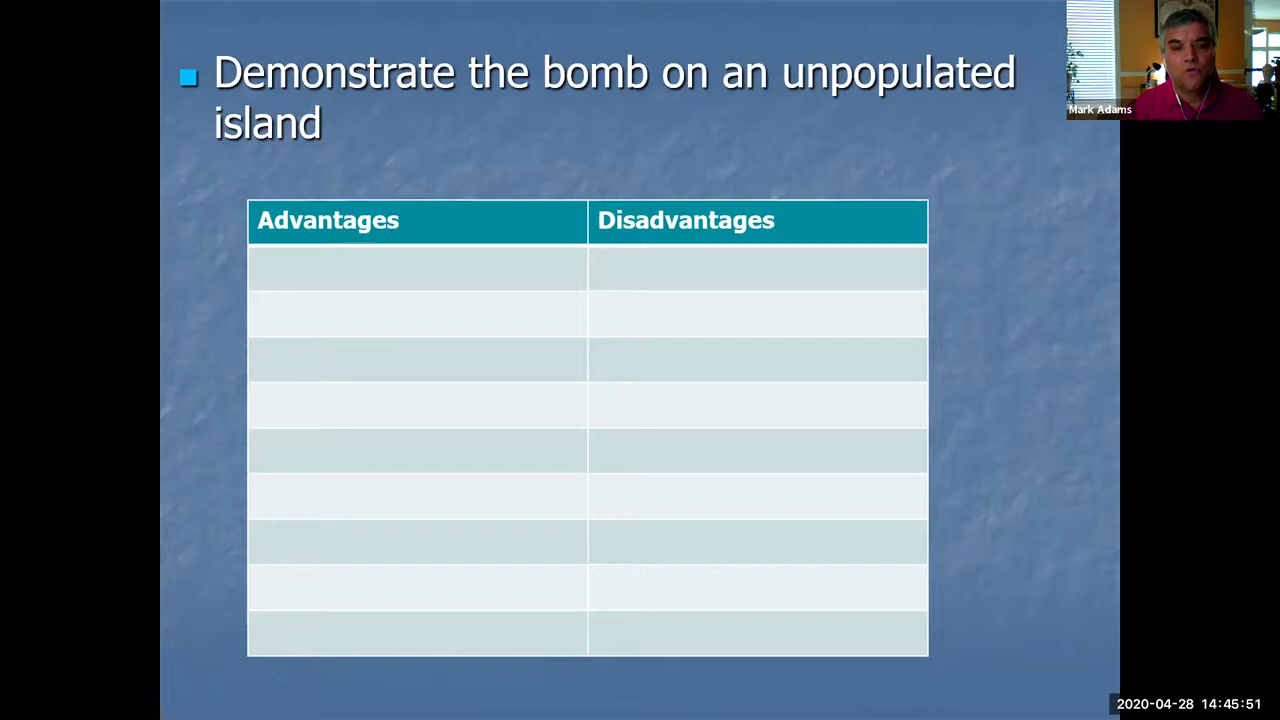 Demonstrate the bomb on an unpopulated
island
Mark Adams
Advantages Disadvantages
2020-04-28 14:45:51